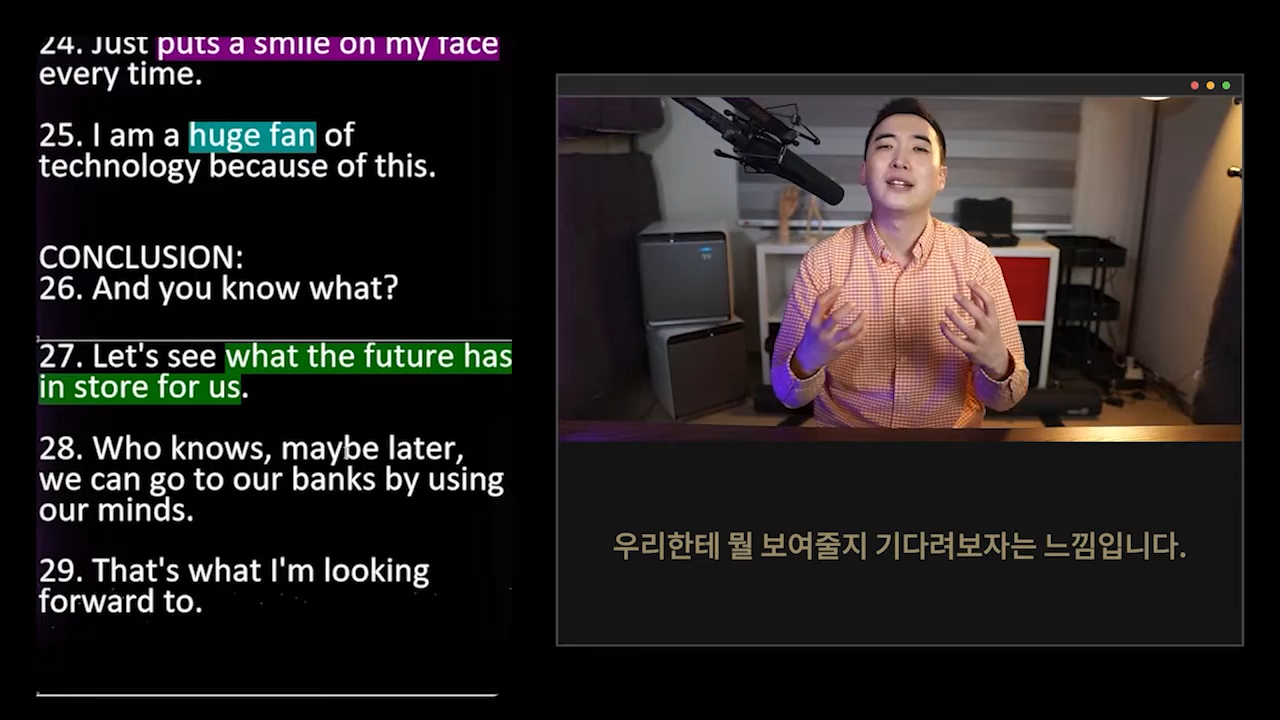 24. Just puts a smile on my face
every time.
25. I am a huge fan of
technology because of this.
CONCLUSION:
26. And you know what?
27. Let's see what the future has
in store for us.
28. Who knows, maybe later,
we can go to our banks by using
our minds.
29. That's what I'm looking
forward to.
우리한테 뭘 보여줄지 기다려보자는 느낌입니다.